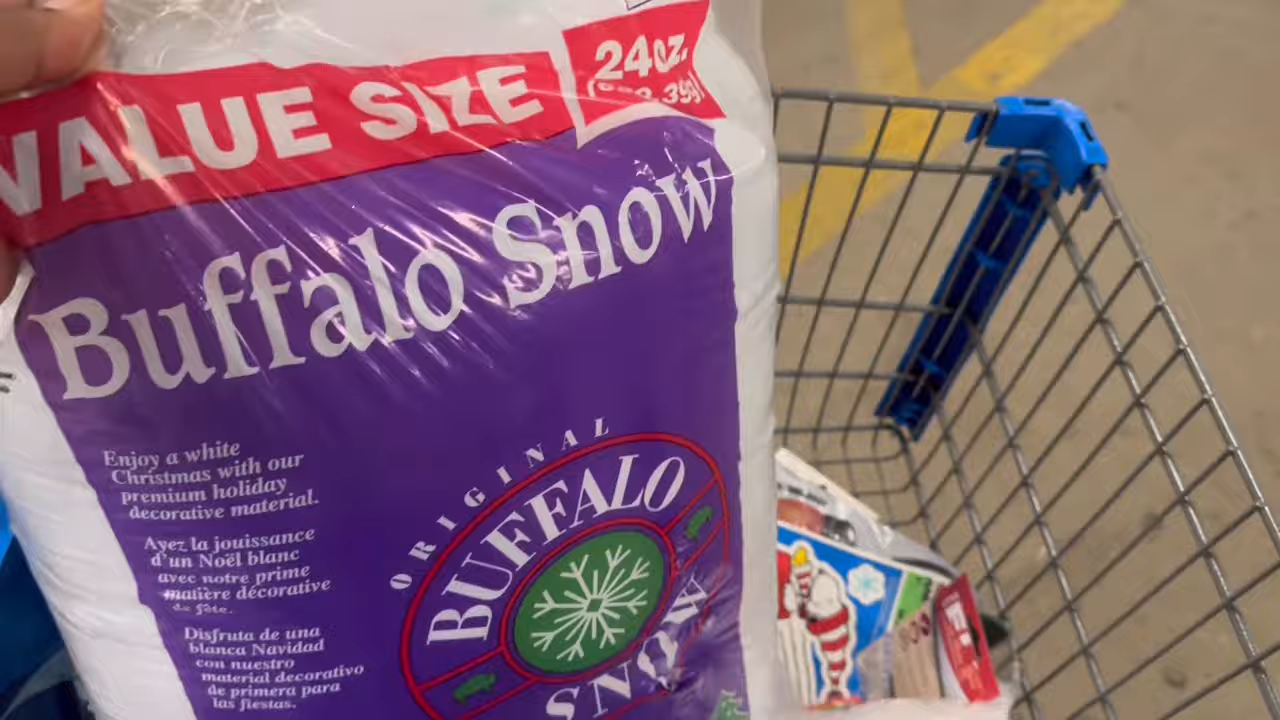 VALUE SIZE
24oz.
Buffalo Snow
Enjoy a white
Christmas with our
premium holiday
decorative material.
Ayez la jouissance
d'un Noël blanc
avec notre prime
matière décorative
de fête.
Disfruta de una
blanca Navidad
con nuestro
material decorativo
de primera para
las fiestas.
ORIGINAL
BUFFALO
SNOW